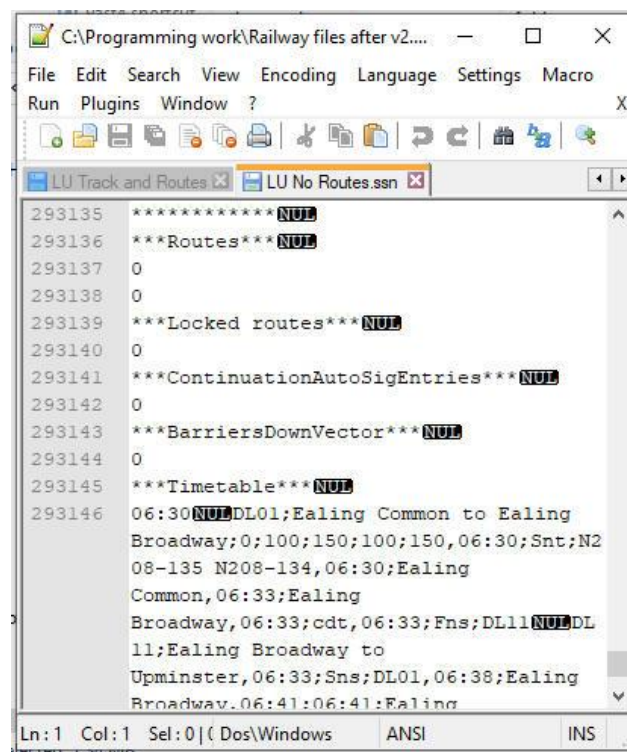 C:\Programming work\Railway files after v2....
File Edit Search View Encoding Language Settings Macro
Run Plugins Window ? X
LU Track and Routes LU No Routes.ssn
293135 ************NUL
293136 ***Routes***NUL
293137 0
293138 0
293139 ***Locked routes***NUL
293140 0
293141 ***ContinuationAutoSigEntries***NUL
293142 0
293143 ***BarriersDownVector***NUL
293144 0
293145 ***Timetable***NUL
293146 06:30NULDL01;Ealing Common to Ealing
Broadway;0;100;150;100;150,06:30;Snt;N2
08-135 N208-134,06:30;Ealing
Common,06:33;Ealing
Broadway,06:33;cdt,06:33;Fns;DL11NULDL
11;Ealing Broadway to
Upminster,06:33;Sns;DL01,06:38;Ealing
Broadway,06:41;06:41;Ealing
Ln:1 Col:1 Sel:0|( Dos\Windows ANSI INS